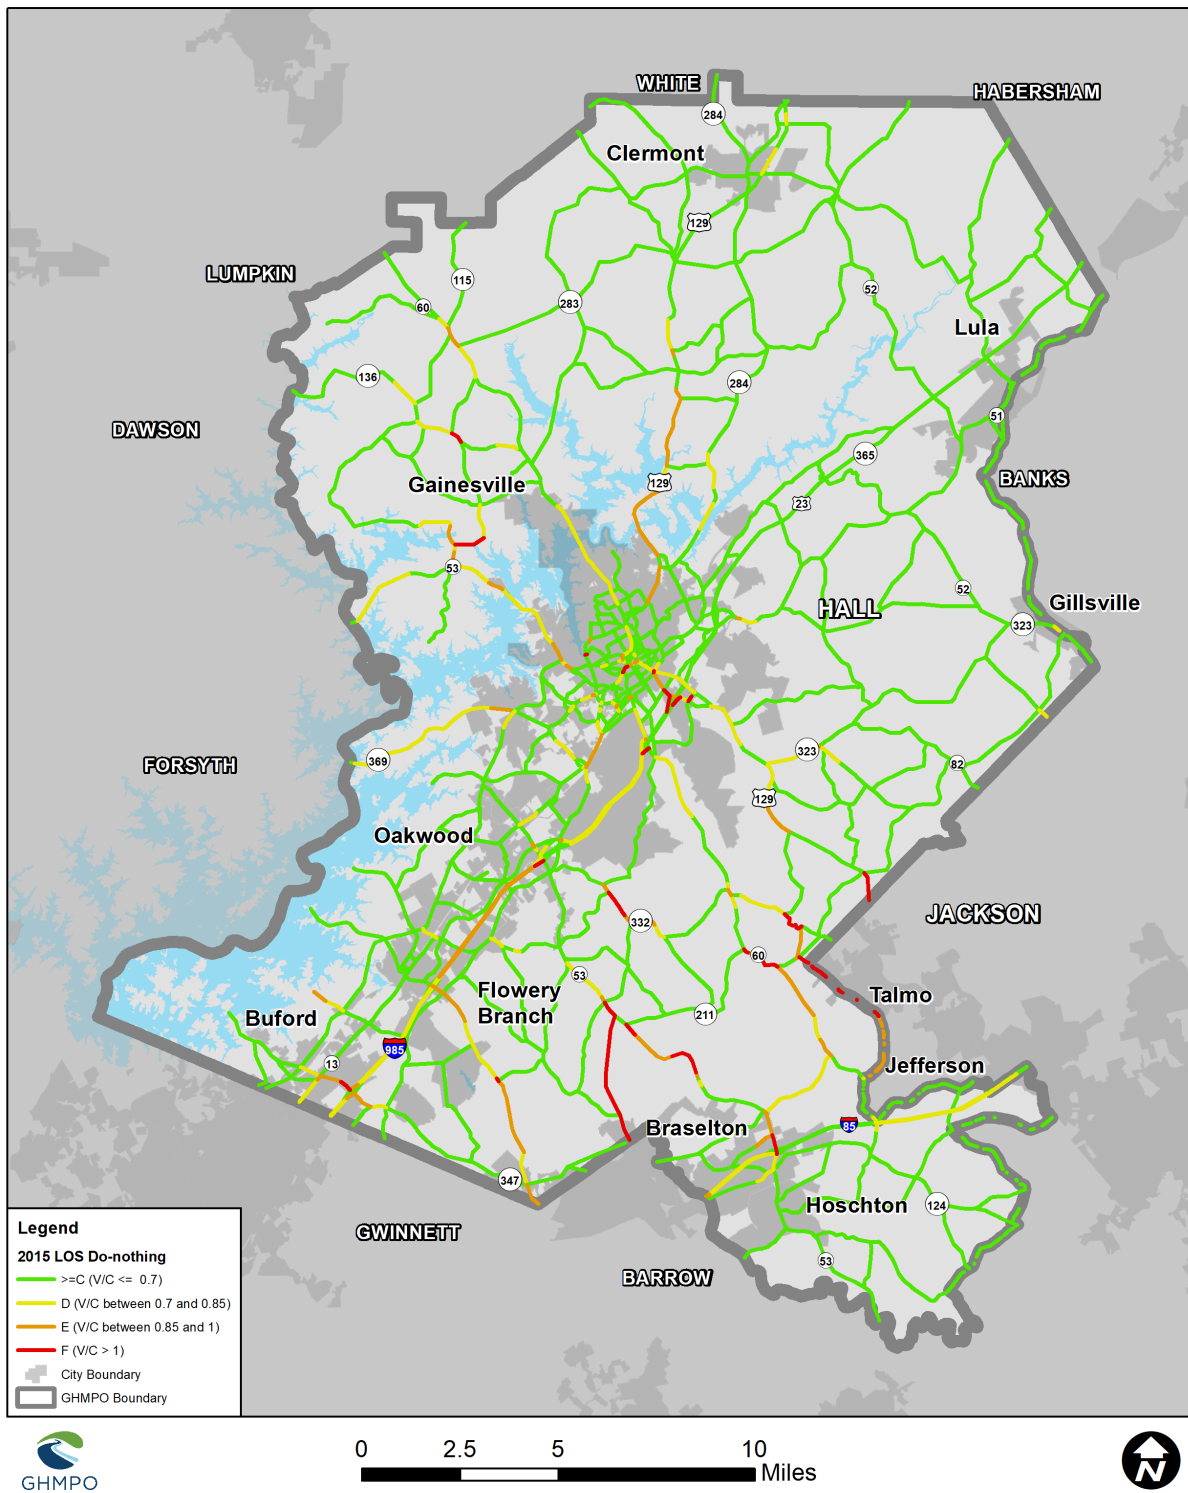 WHITE
HABERSHAM
284
Clermont
129
LUMPKIN
115
60
283
52
Lula
136
284
DAWSON
51
365
BANKS
Gainesville
129
23
53
52
HALL
Gillsville
323
FORSYTH
369
323
82
129
Oakwood
332
JACKSON
60
53
Flowery
Branch
Talmo
211
Buford
985
13
Jefferson
Braselton
85
347
Hoschton
124
GWINNETT
53
BARROW
Legend
2015 LOS Do-nothing
>=C (V/C <= 0.7)
D (V/C between 0.7 and 0.85)
E (V/C between 0.85 and 1)
F (V/C > 1)
City Boundary
GHMPO Boundary
GHMPO
0 2.5 5 10
Miles
N